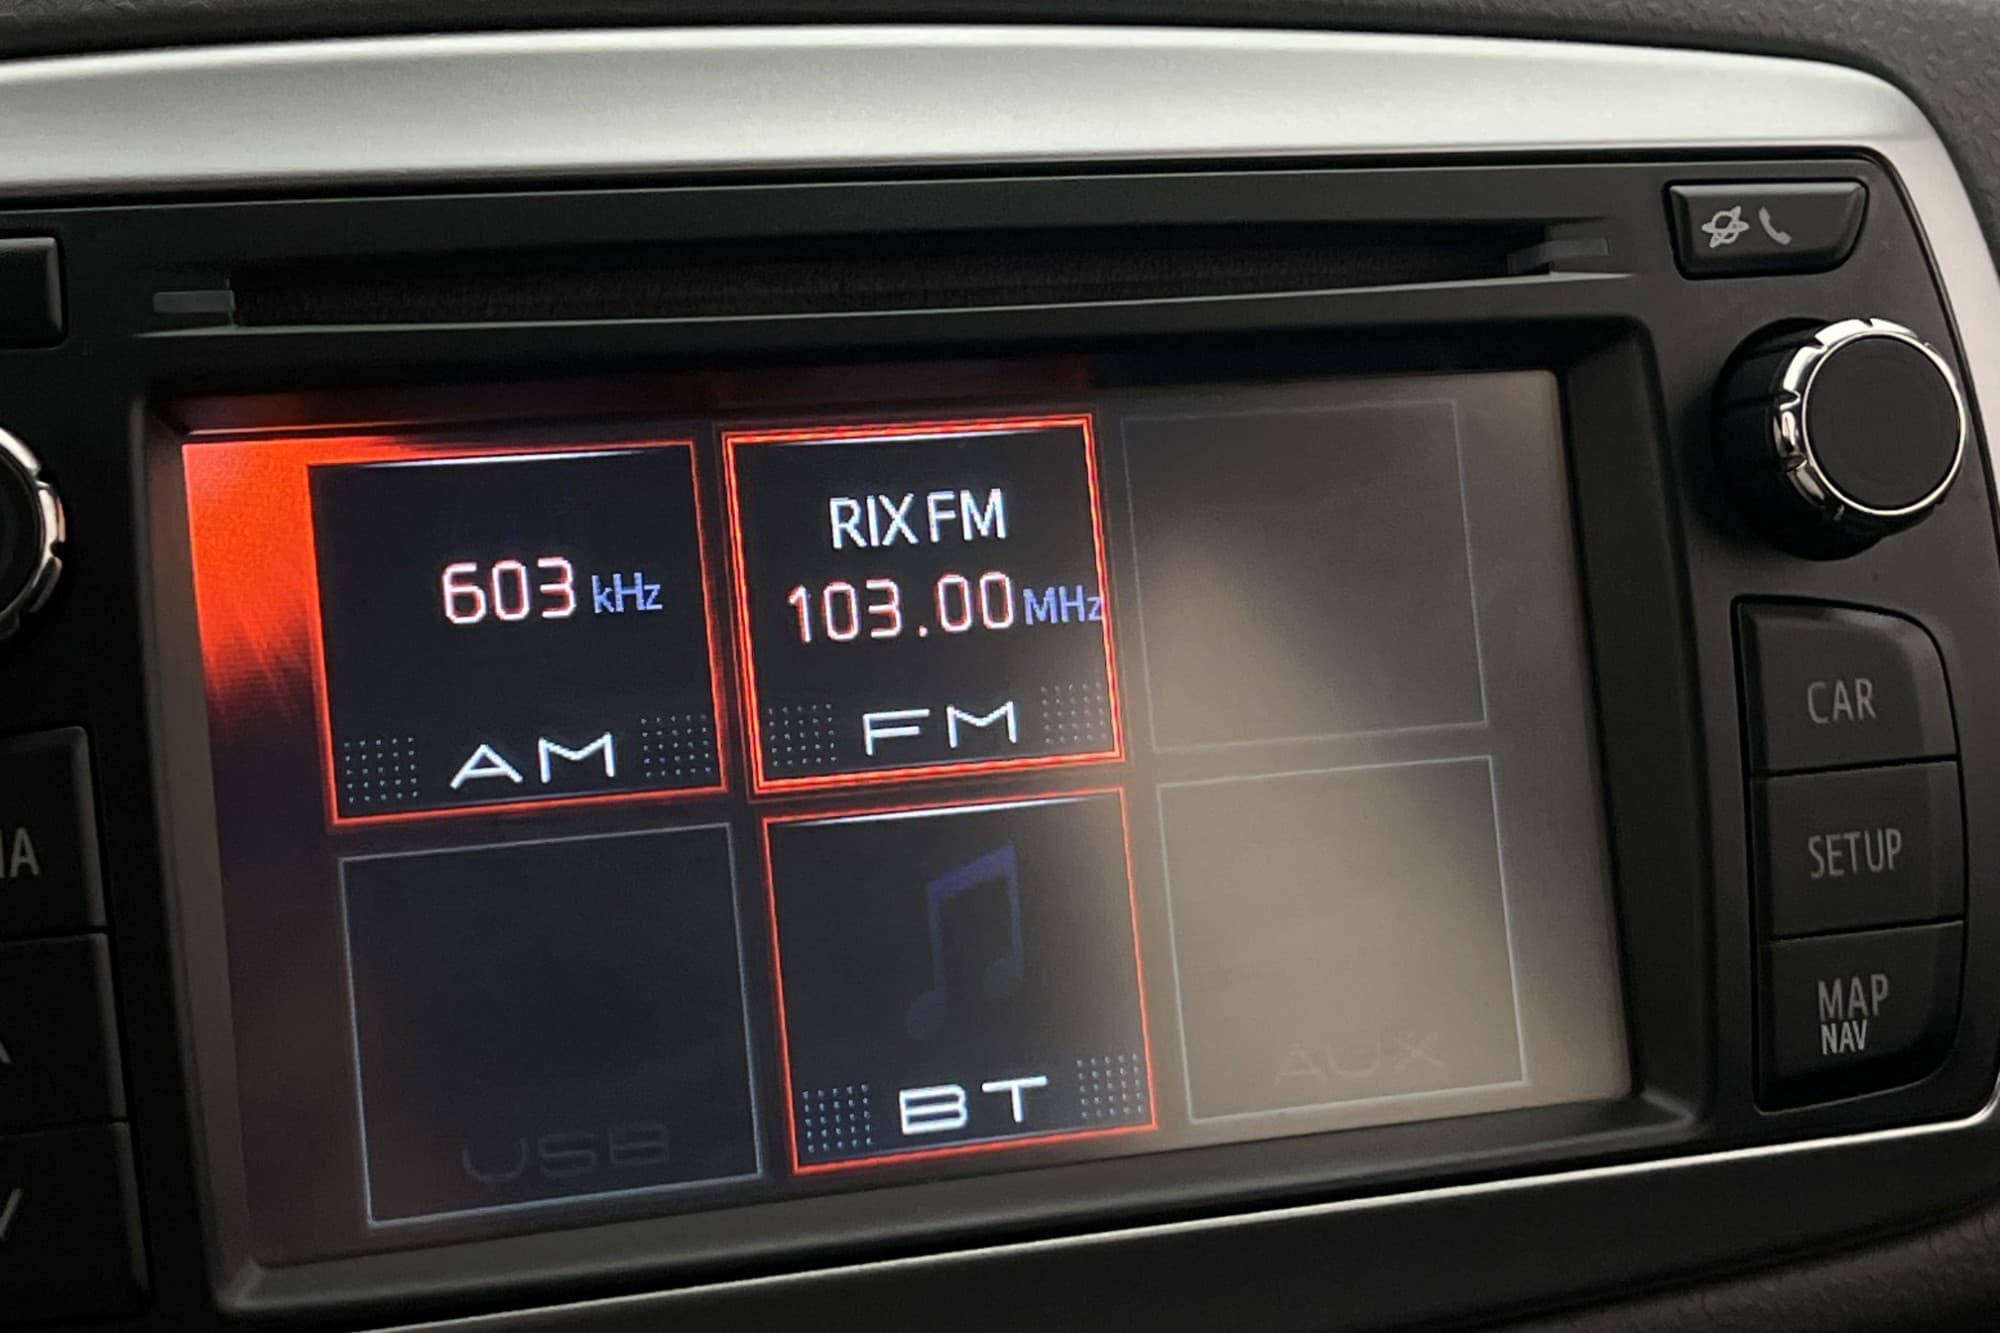 603 kHz
AM
RIX FM
103.00 MHz
FM
USB
BT
AUX
CAR
SETUP
MAP
NAV